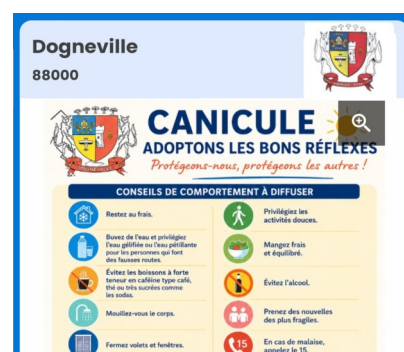 Dogneville
88000
CANICULE
ADOPTONS LES BONS RÉFLEXES
Protégeons-nous, protégeons les autres !
CONSEILS DE COMPORTEMENT À DIFFUSER
Restez au frais.
Privilégiez les
activités douces.
Buvez de l'eau et privilégiez
l'eau gélifiée ou l'eau pétillante
pour les personnes qui font
des fausses routes.
Mangez frais
et équilibré.
Évitez les boissons à forte
teneur en caféine type café,
thé ou très sucrés comme
les sodas.
Évitez l'alcool.
Mouillez-vous le corps.
Prenez des nouvelles
des plus fragiles.
Fermez volets et fenêtres.
15
En cas de malaise,
appelez le 15.